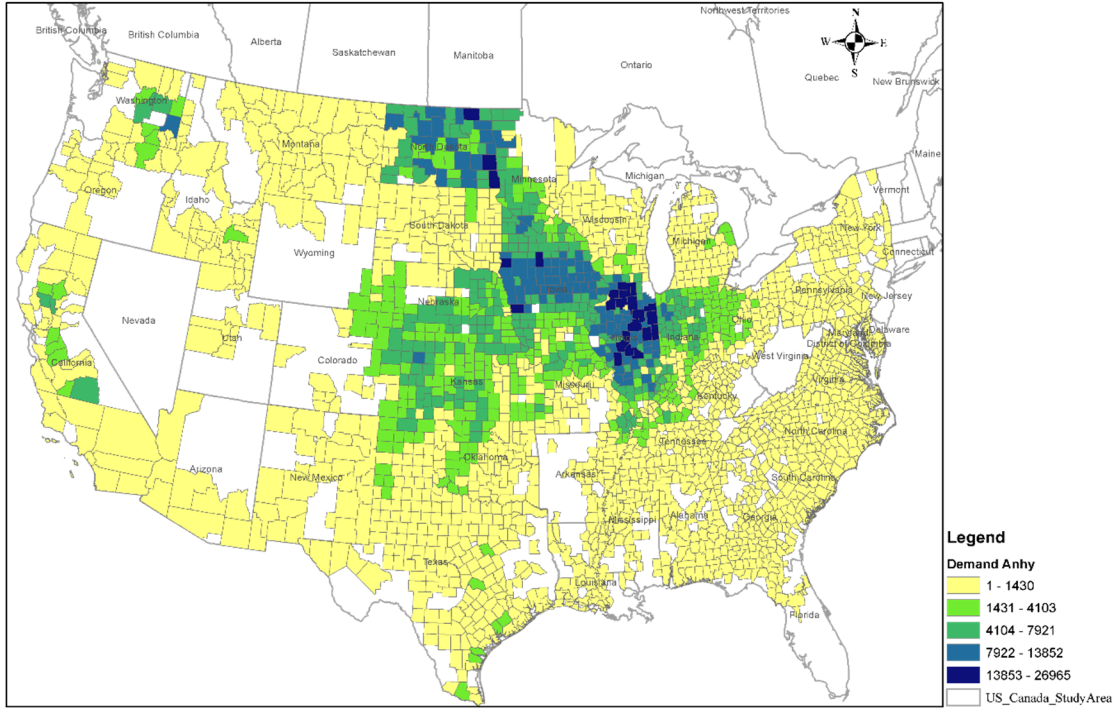 Northwest Territories
N
British Columbia
British Columbia
Alberta
Saskatchewan
Manitoba
Ontario
W
E
S
Quebec
New Brunswick
Washington
Maine
Montana
North Dakota
Minnesota
Michigan
Vermont
Oregon
Idaho
South Dakota
Wisconsin
Michigan
New York
Connecticut
Wyoming
Nebraska
Iowa
Pennsylvania
New Jersey
Nevada
Utah
Ohio
Indiana
Maryland
Delaware
District of Columbia
California
Colorado
Kansas
Missouri
West Virginia
Virginia
Kentucky
North Carolina
Arizona
New Mexico
Oklahoma
Tennessee
Arkansas
South Carolina
Mississippi
Alabama
Georgia
Texas
Louisiana
Florida
Legend
Demand Anhy
1 - 1430
1431 - 4103
4104 - 7921
7922 - 13852
13853 - 26965
US_Canada_StudyArea